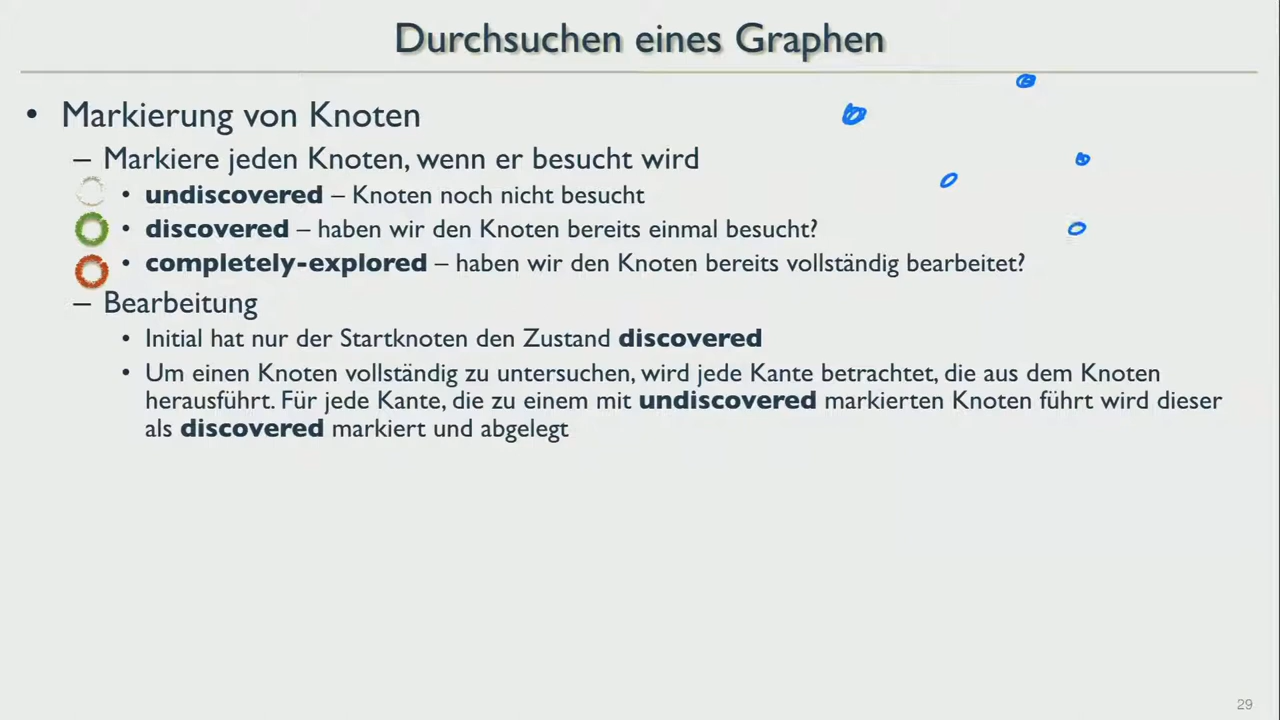 Durchsuchen eines Graphen
• Markierung von Knoten
– Markiere jeden Knoten, wenn er besucht wird
• undiscovered – Knoten noch nicht besucht
• discovered – haben wir den Knoten bereits einmal besucht?
• completely-explored – haben wir den Knoten bereits vollständig bearbeitet?
– Bearbeitung
• Initial hat nur der Startknoten den Zustand discovered
• Um einen Knoten vollständig zu untersuchen, wird jede Kante betrachtet, die aus dem Knoten
herausführt. Für jede Kante, die zu einem mit undiscovered markierten Knoten führt wird dieser
als discovered markiert und abgelegt
29